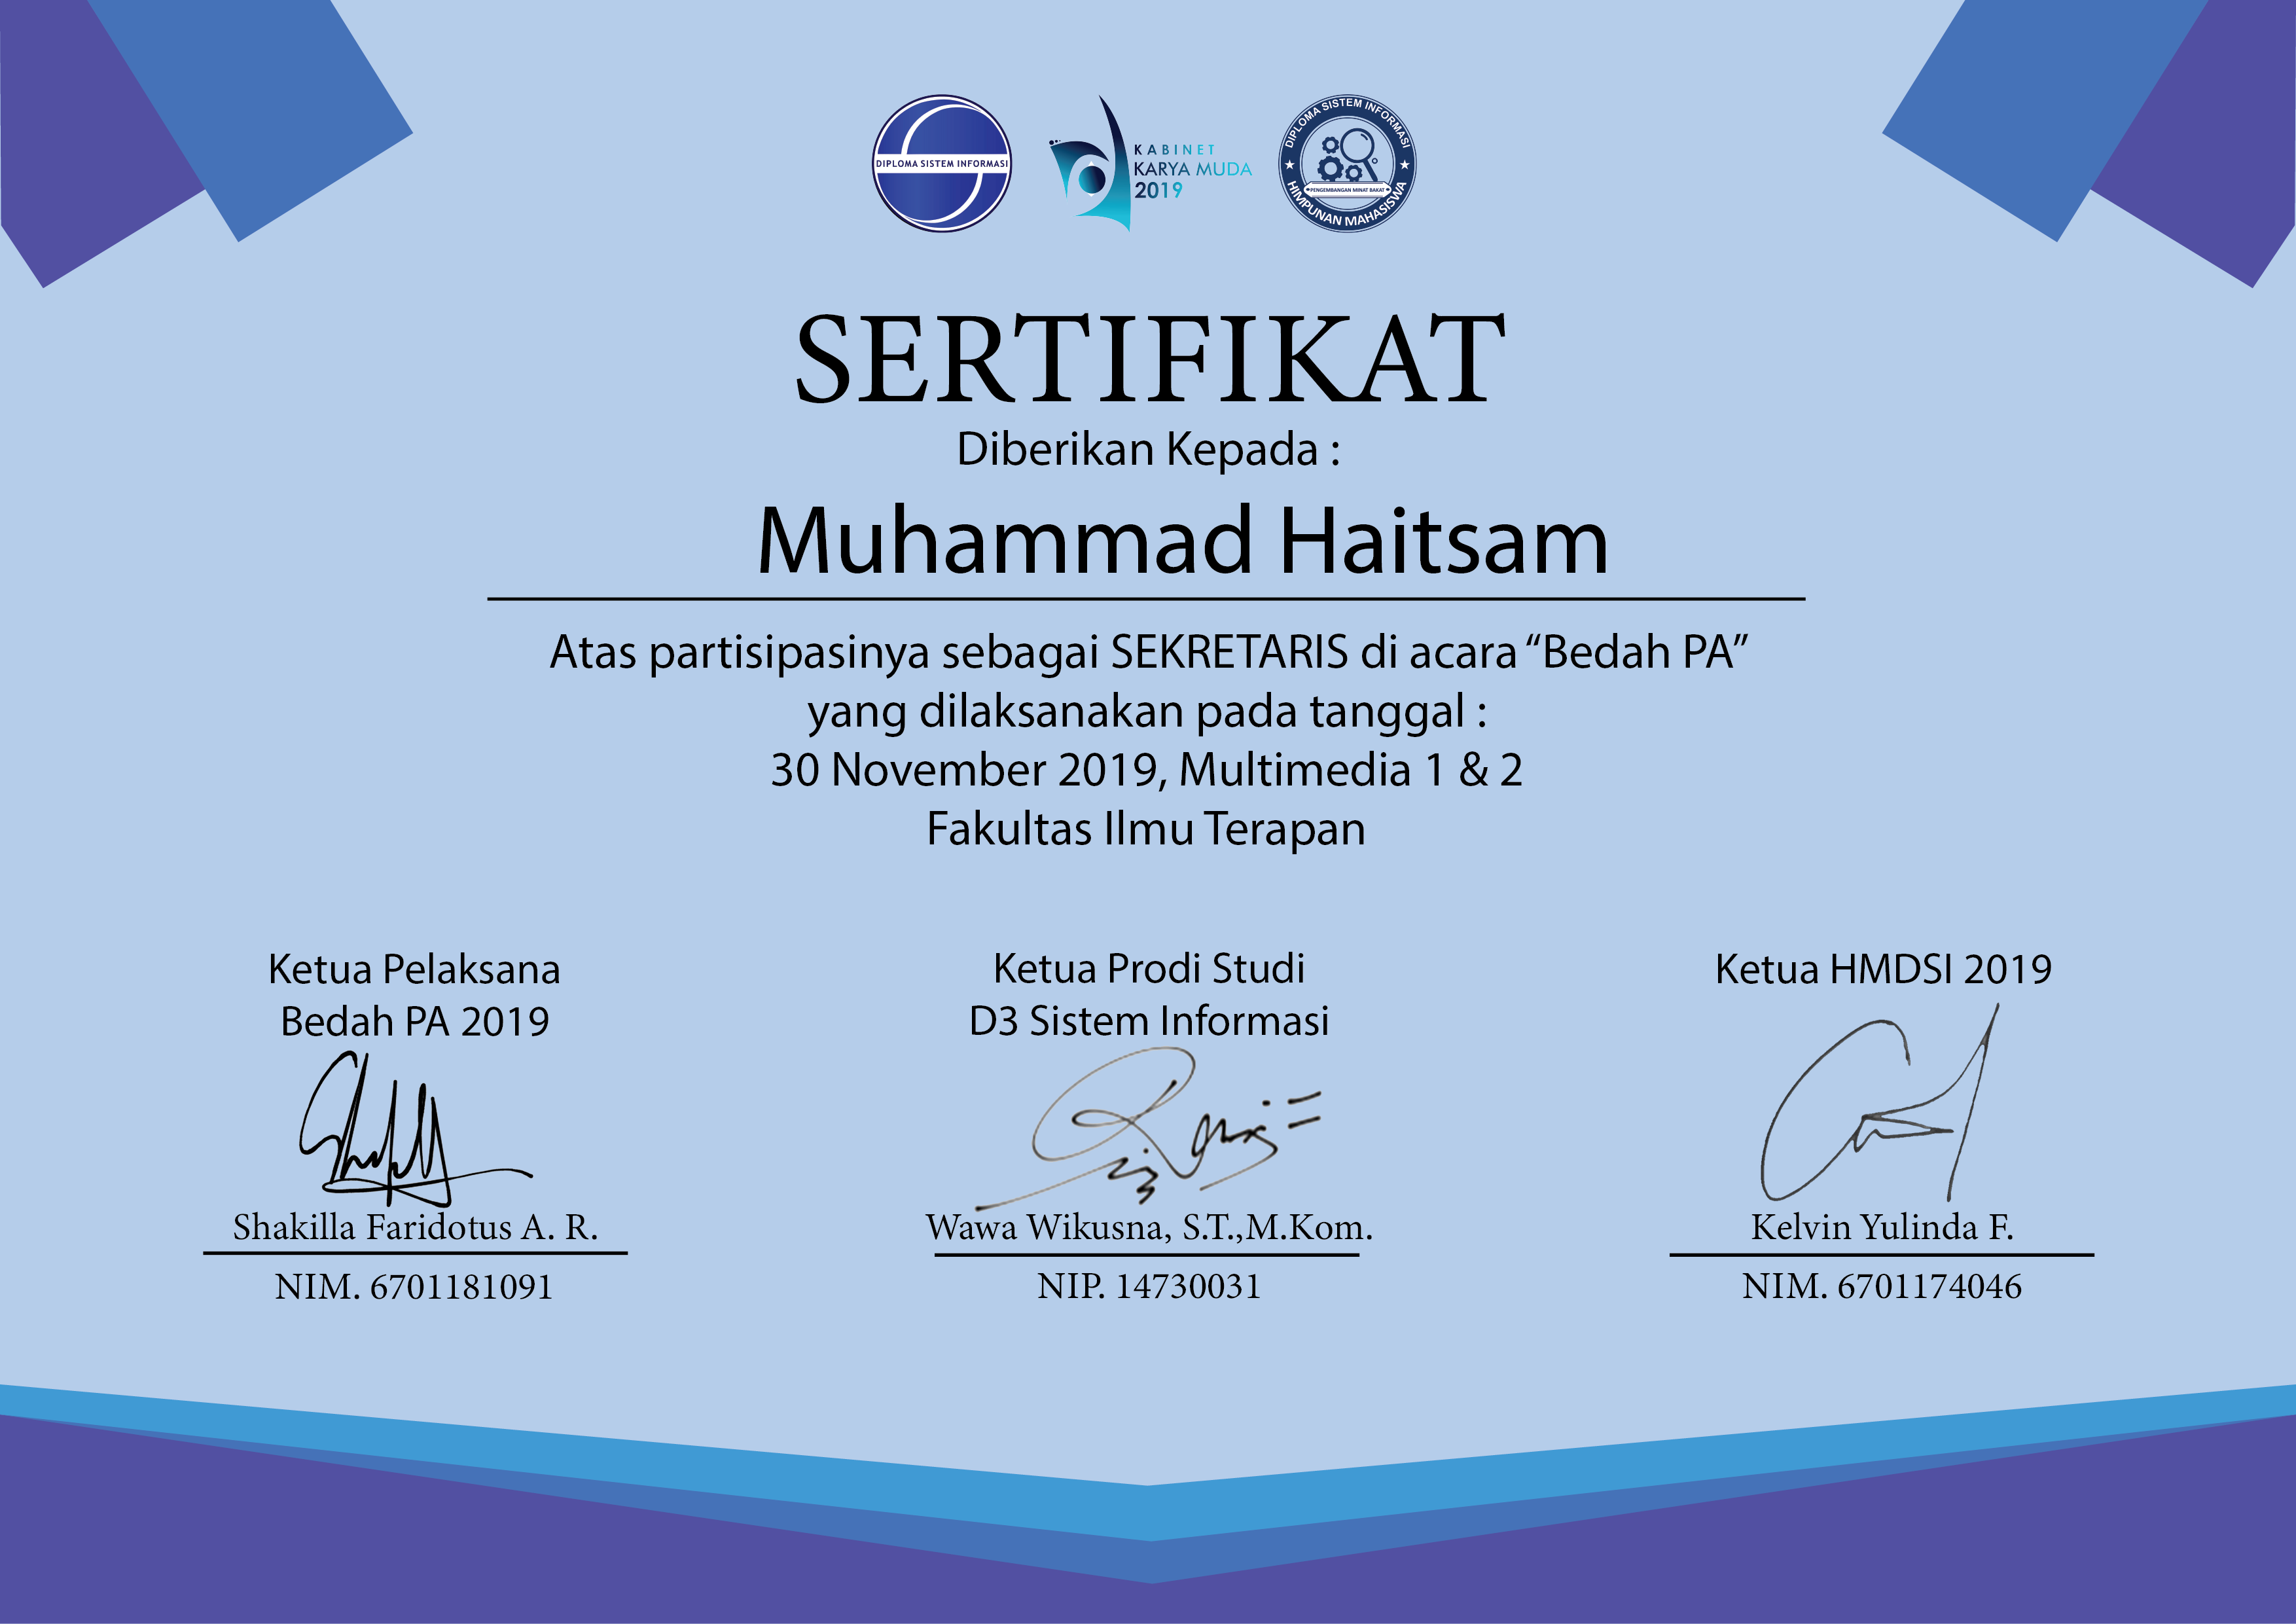 DIPLOMA SISTEM INFORMASI
KABINET
KARYA MUDA
2019
DIPLOMA SISTEM INFORMASI
PENGEMBANGAN MINAT BAKAT
HIMPUNAN MAHASISWA
SERTIFIKAT
Diberikan Kepada :
Muhammad Haitsam
Atas partisipasinya sebagai SEKRETARIS di acara “Bedah PA”
yang dilaksanakan pada tanggal :
30 November 2019, Multimedia 1 & 2
Fakultas Ilmu Terapan
Ketua Pelaksana
Bedah PA 2019
Shakilla Faridotus A. R.
NIM. 6701181091
Ketua Prodi Studi
D3 Sistem Informasi
Wawa Wikusna, S.T.,M.Kom.
NIP. 14730031
Ketua HMDSI 2019
Kelvin Yulinda F.
NIM. 6701174046